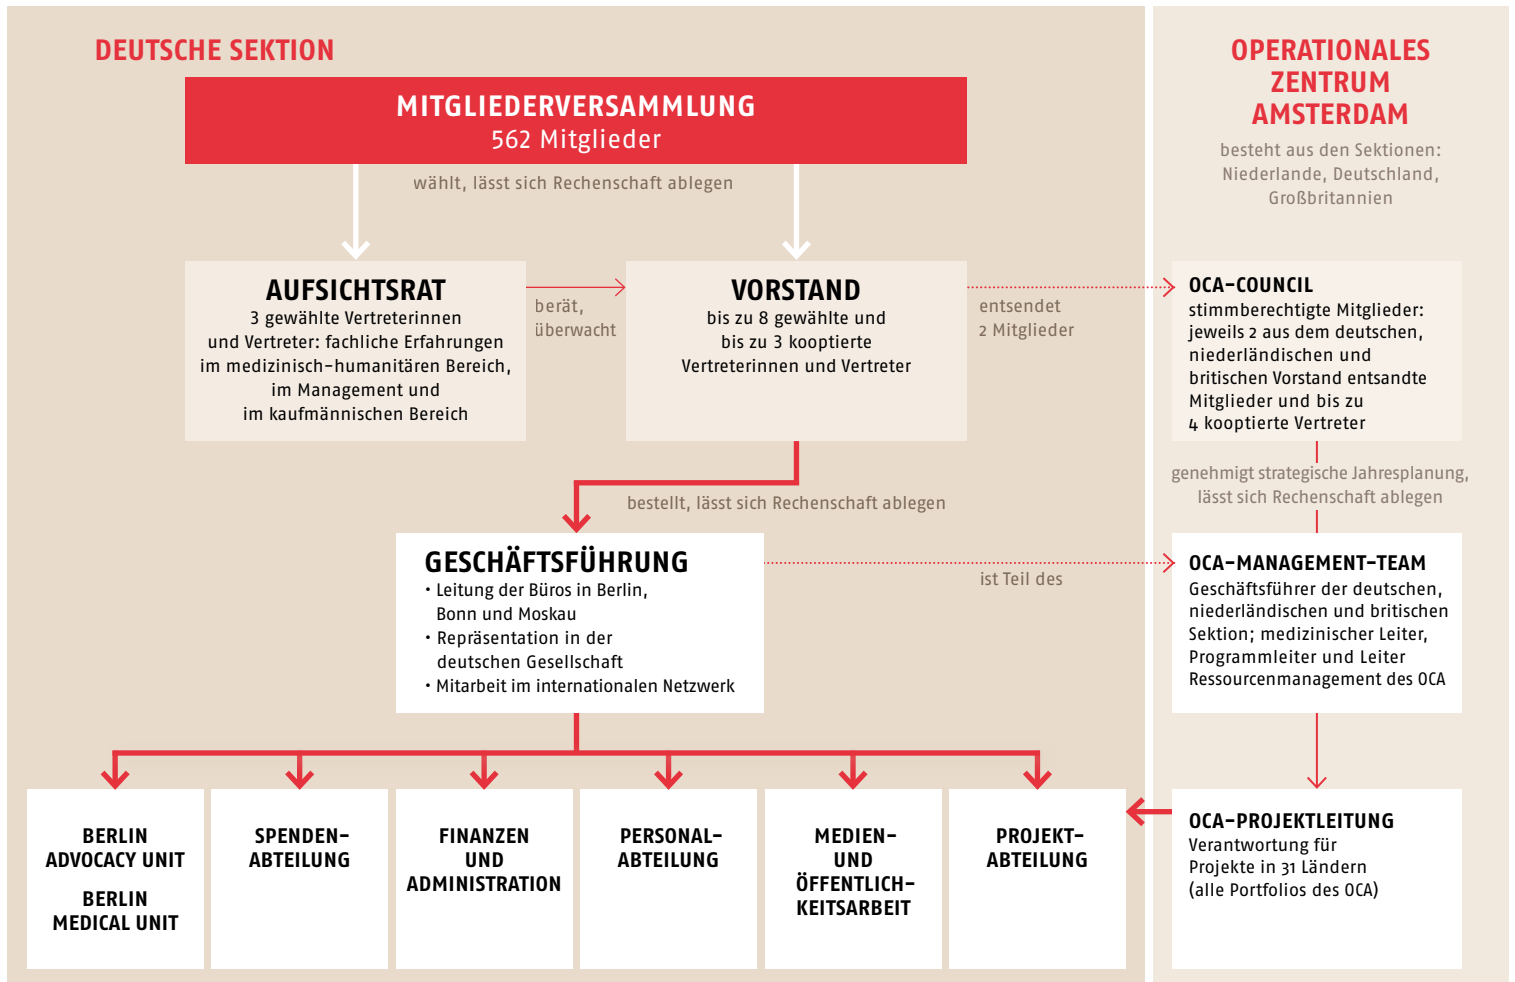 DEUTSCHE SEKTION
MITGLIEDERVERSAMMLUNG
562 Mitglieder
wählt, lässt sich Rechenschaft ablegen
AUFSICHTSRAT
3 gewählte Vertreterinnen
und Vertreter: fachliche Erfahrungen
im medizinisch-humanitären Bereich,
im Management und
im kaufmännischen Bereich
berät,
überwacht
VORSTAND
bis zu 8 gewählte und
bis zu 3 kooptierte
Vertreterinnen und Vertreter
entsendet
2 Mitglieder
bestellt, lässt sich Rechenschaft ablegen
GESCHÄFTSFÜHRUNG
• Leitung der Büros in Berlin,
Bonn und Moskau
• Repräsentation in der
deutschen Gesellschaft
• Mitarbeit im internationalen Netzwerk
ist Teil des
BERLIN
ADVOCACY UNIT
BERLIN
MEDICAL UNIT
SPENDEN-
ABTEILUNG
FINANZEN
UND
ADMINISTRATION
PERSONAL-
ABTEILUNG
MEDIEN-
UND
ÖFFENTLICH-
KEITSARBEIT
PROJEKT-
ABTEILUNG
OPERATIONALES
ZENTRUM
AMSTERDAM
besteht aus den Sektionen:
Niederlande, Deutschland,
Großbritannien
OCA-COUNCIL
stimmberechtigte Mitglieder:
jeweils 2 aus dem deutschen,
niederländischen und
britischen Vorstand entsandte
Mitglieder und bis zu
4 kooptierte Vertreter
genehmigt strategische Jahresplanung,
lässt sich Rechenschaft ablegen
OCA-MANAGEMENT-TEAM
Geschäftsführer der deutschen,
niederländischen und britischen
Sektion; medizinischer Leiter,
Programmleiter und Leiter
Ressourcenmanagement des OCA
OCA-PROJEKTLEITUNG
Verantwortung für
Projekte in 31 Ländern
(alle Portfolios des OCA)